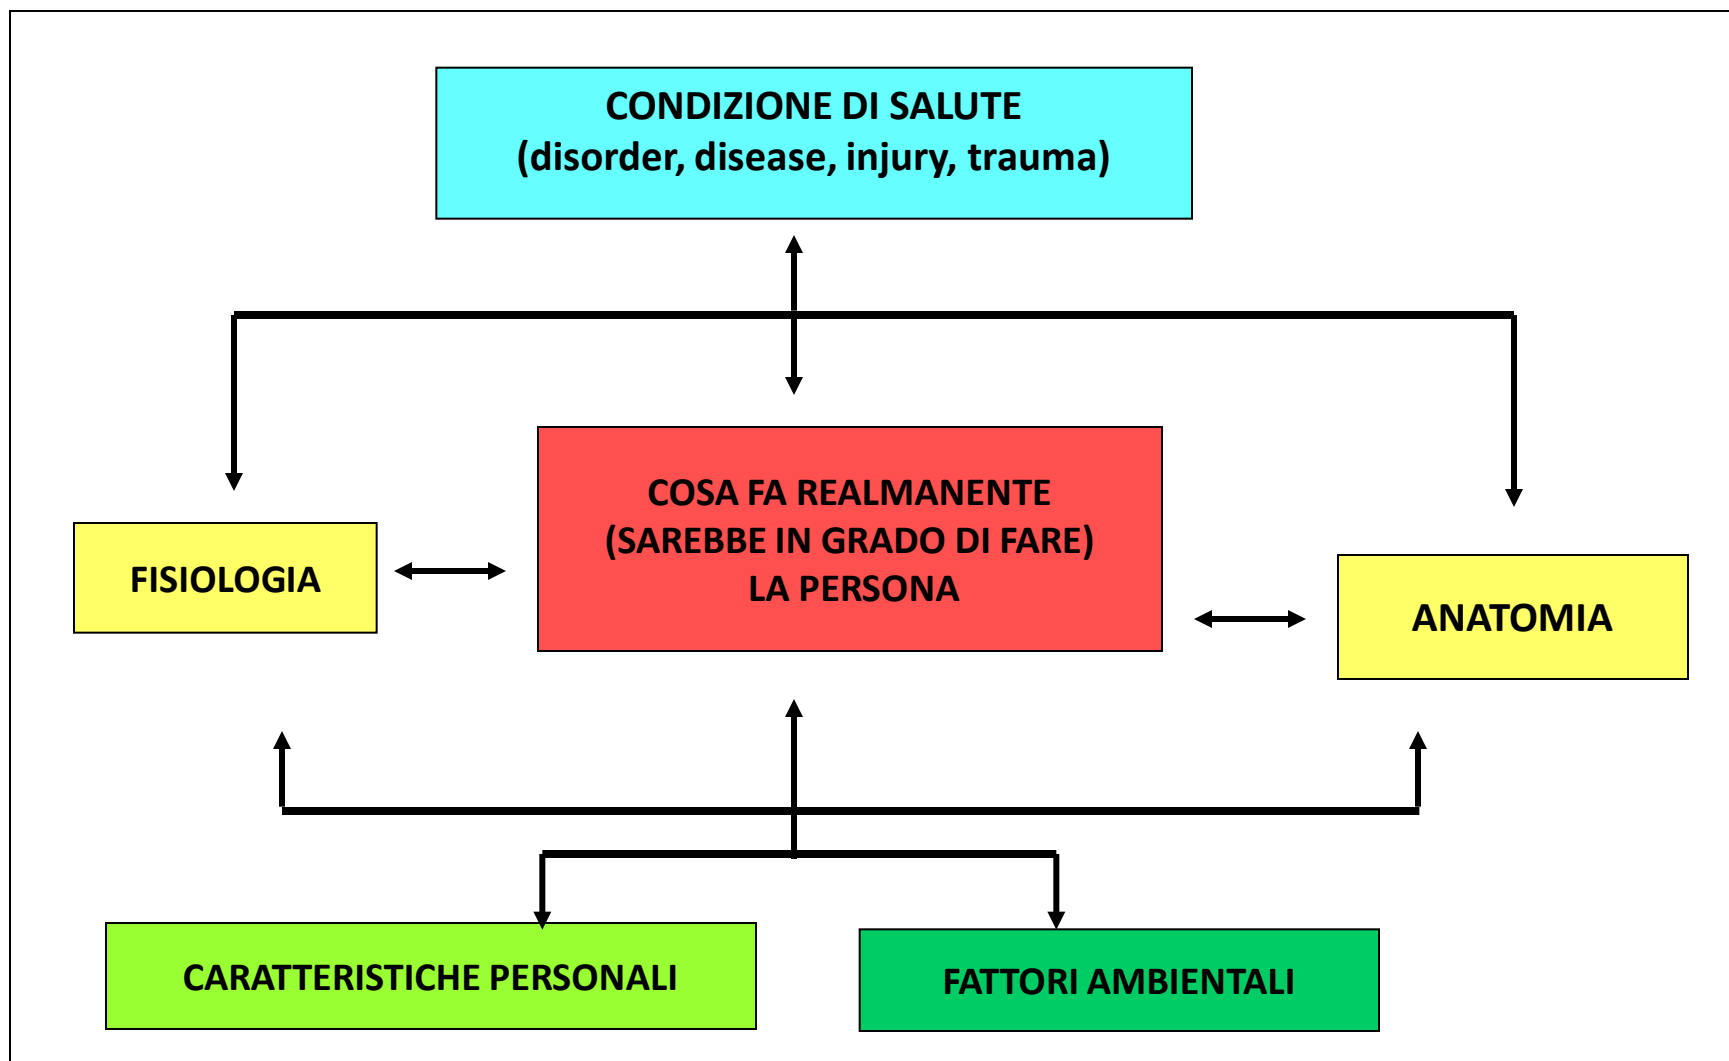 CONDIZIONE DI SALUTE
(disorder, disease, injury, trauma)
COSA FA REALMANENTE
(SAREBBE IN GRADO DI FARE)
LA PERSONA
FISIOLOGIA
ANATOMIA
CARATTERISTICHE PERSONALI
FATTORI AMBIENTALI